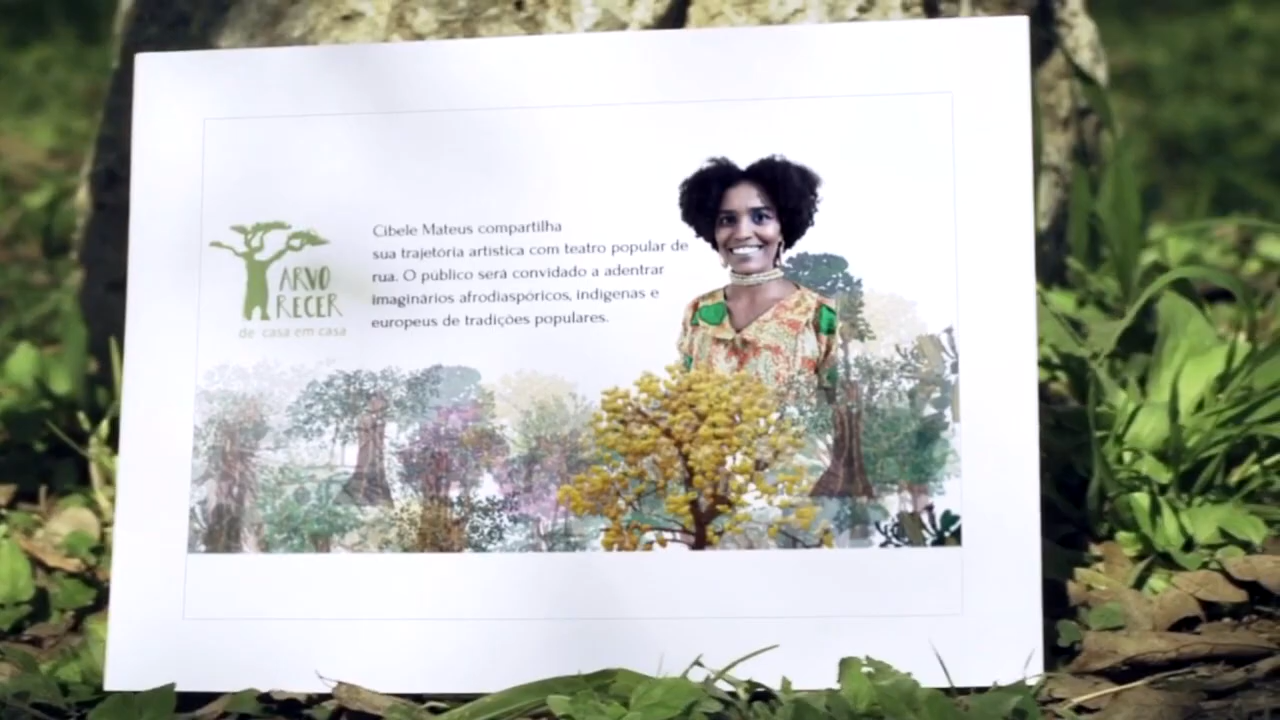 ARVO
RECER
de casa em casa
Cibele Mateus compartilha
sua trajetória artística com teatro popular de
rua. O público será convidado a adentrar
imaginários afrodiaspóricos, indígenas e
europeus de tradições populares.